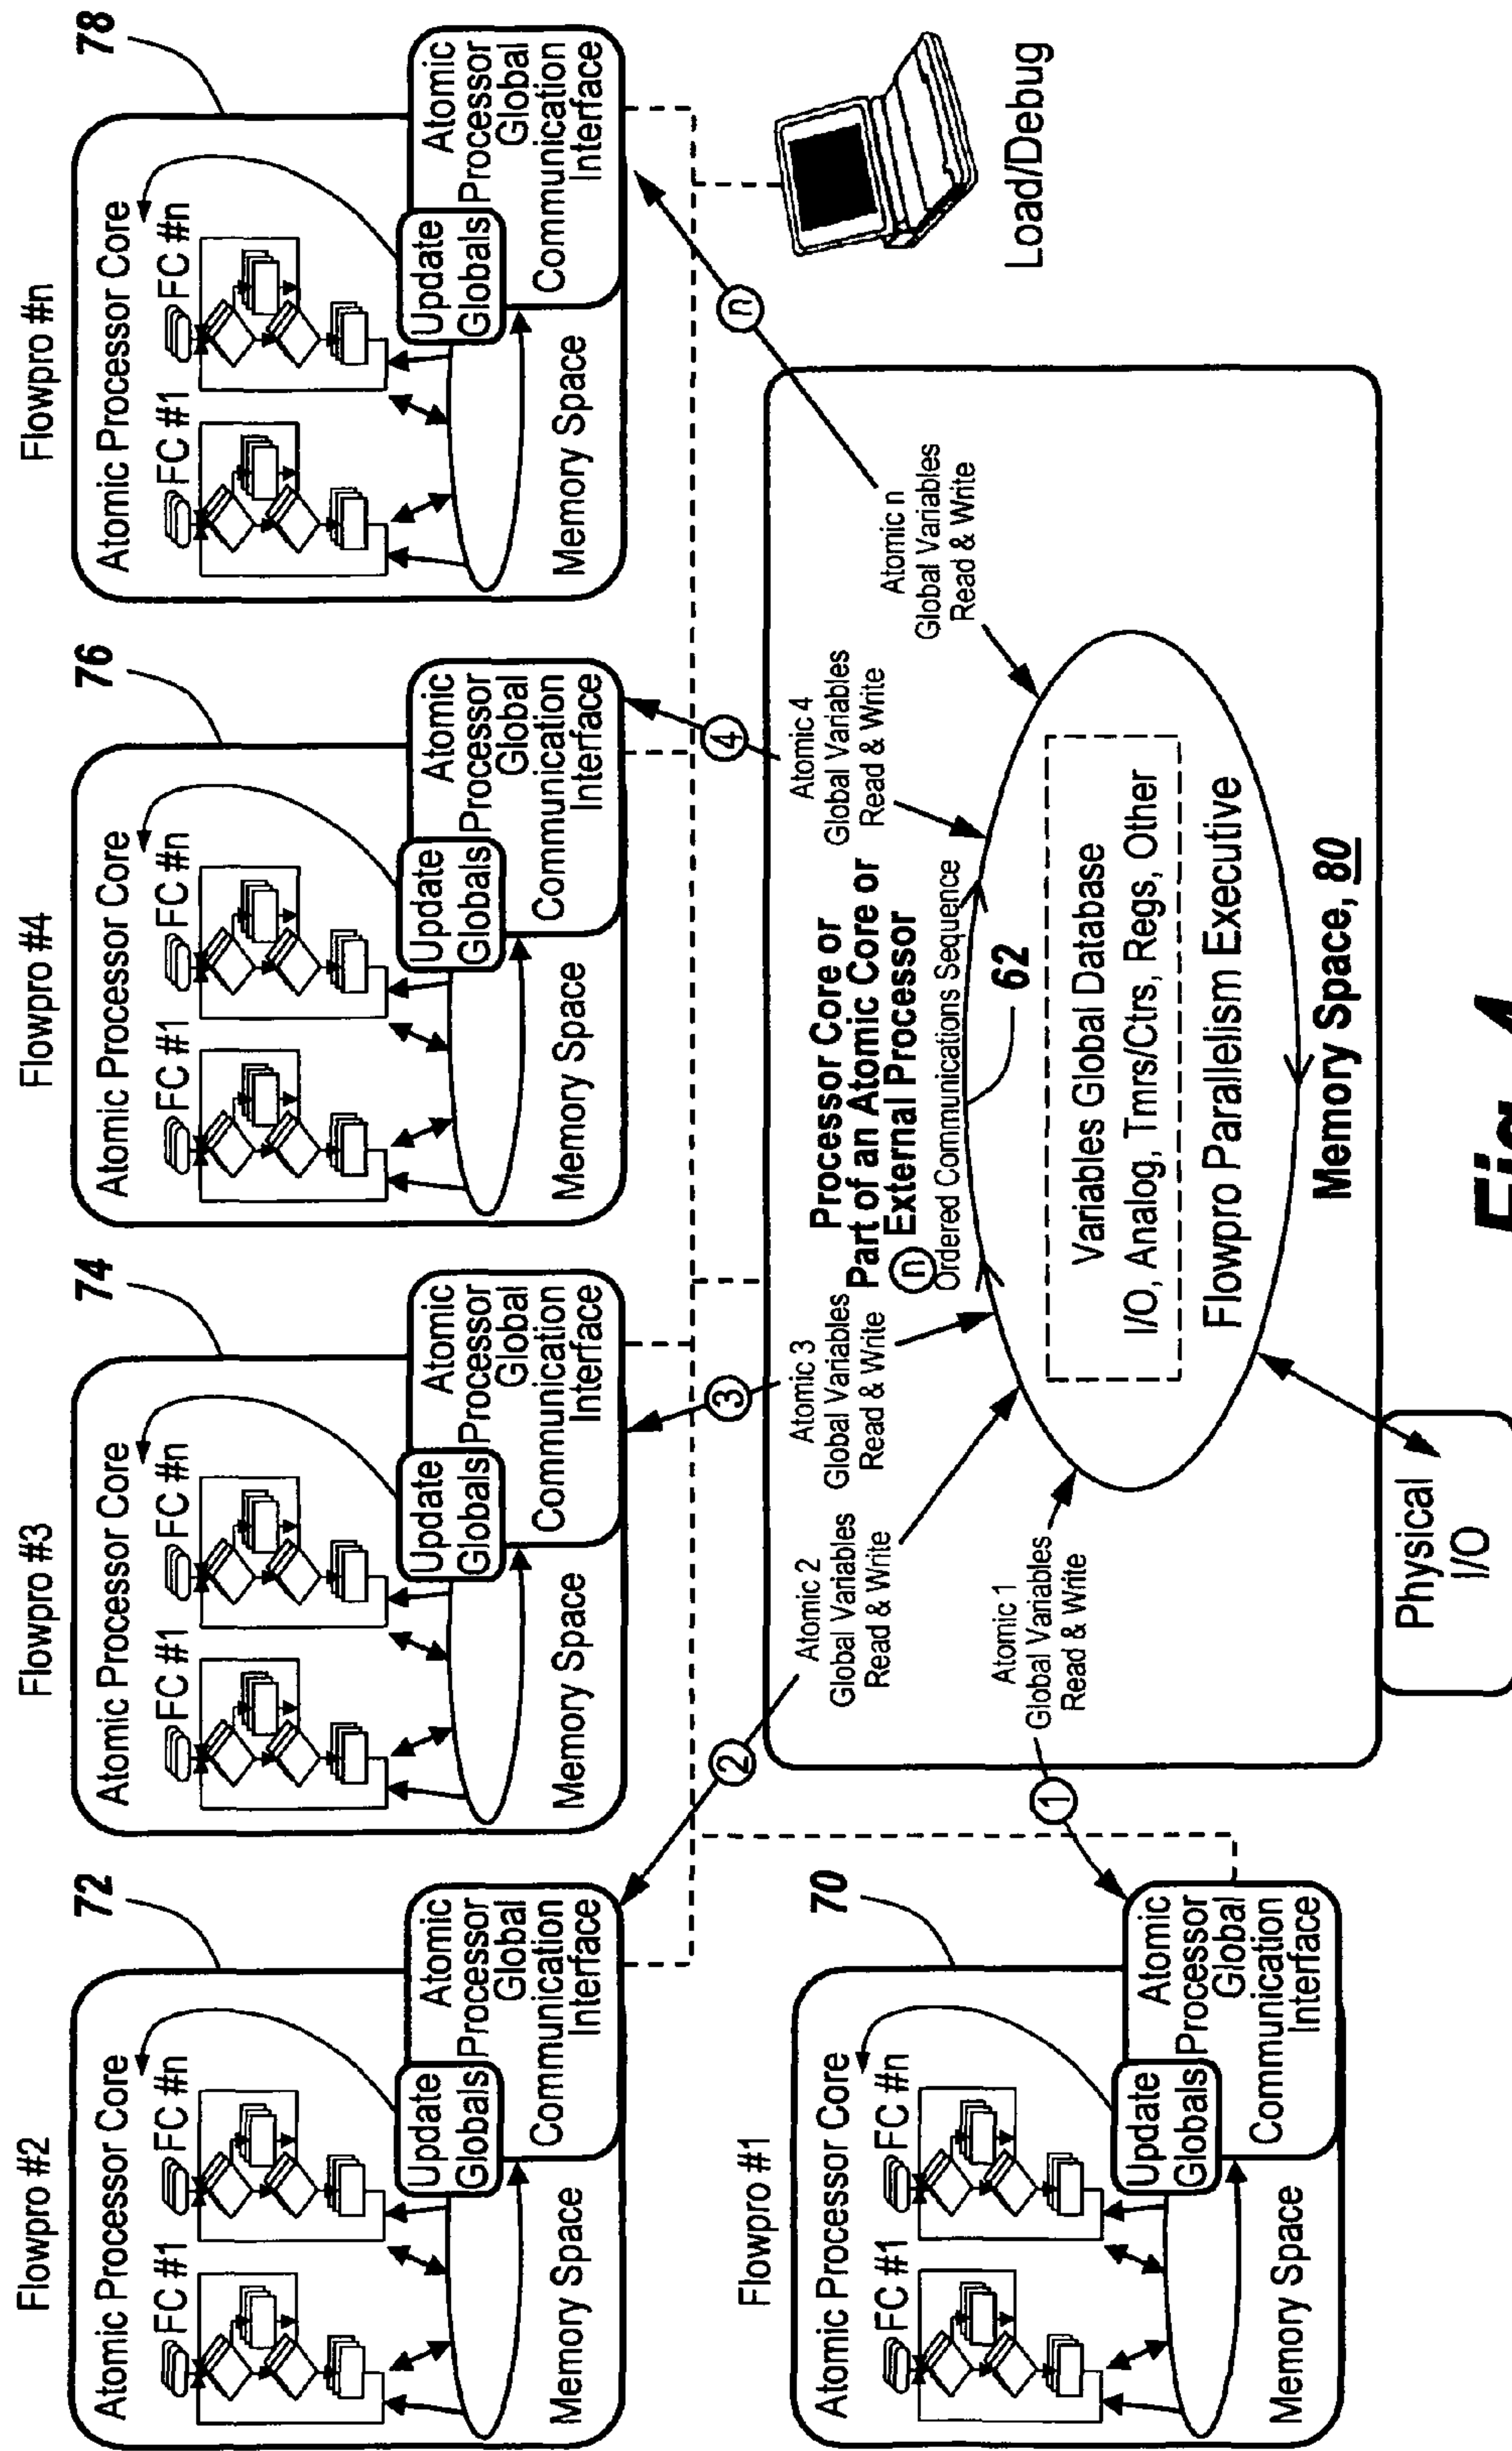 Flowpro #2
72
Atomic Processor Core
FC #1
FC #n
Update
Globals
Atomic
Processor
Global
Communication
Interface
Memory Space
Flowpro #3
74
Atomic Processor Core
FC #1
FC #n
Update
Globals
Atomic
Processor
Global
Communication
Interface
Memory Space
Flowpro #4
76
Atomic Processor Core
FC #1
FC #n
Update
Globals
Atomic
Processor
Global
Communication
Interface
Memory Space
Flowpro #n
78
Atomic Processor Core
FC #1
FC #n
Update
Globals
Atomic
Processor
Global
Communication
Interface
Memory Space
2
3
4
n
Load/Debug
Flowpro #1
70
Atomic Processor Core
FC #1
FC #n
Update
Globals
Atomic
Processor
Global
Communication
Interface
Memory Space
1
Atomic 1
Global Variables
Read & Write
Atomic 2
Global Variables
Read & Write
Atomic 3
Global Variables
Read & Write
Processor Core or
Part of an Atomic Core or
External Processor
n
Ordered Communications Sequence
62
Atomic 4
Global Variables
Read & Write
Atomic n
Global Variables
Read & Write
Variables Global Database
I/O, Analog, Tmrs/Ctrs, Regs, Other
Flowpro Parallelism Executive
Memory Space, 80
Physical
I/O